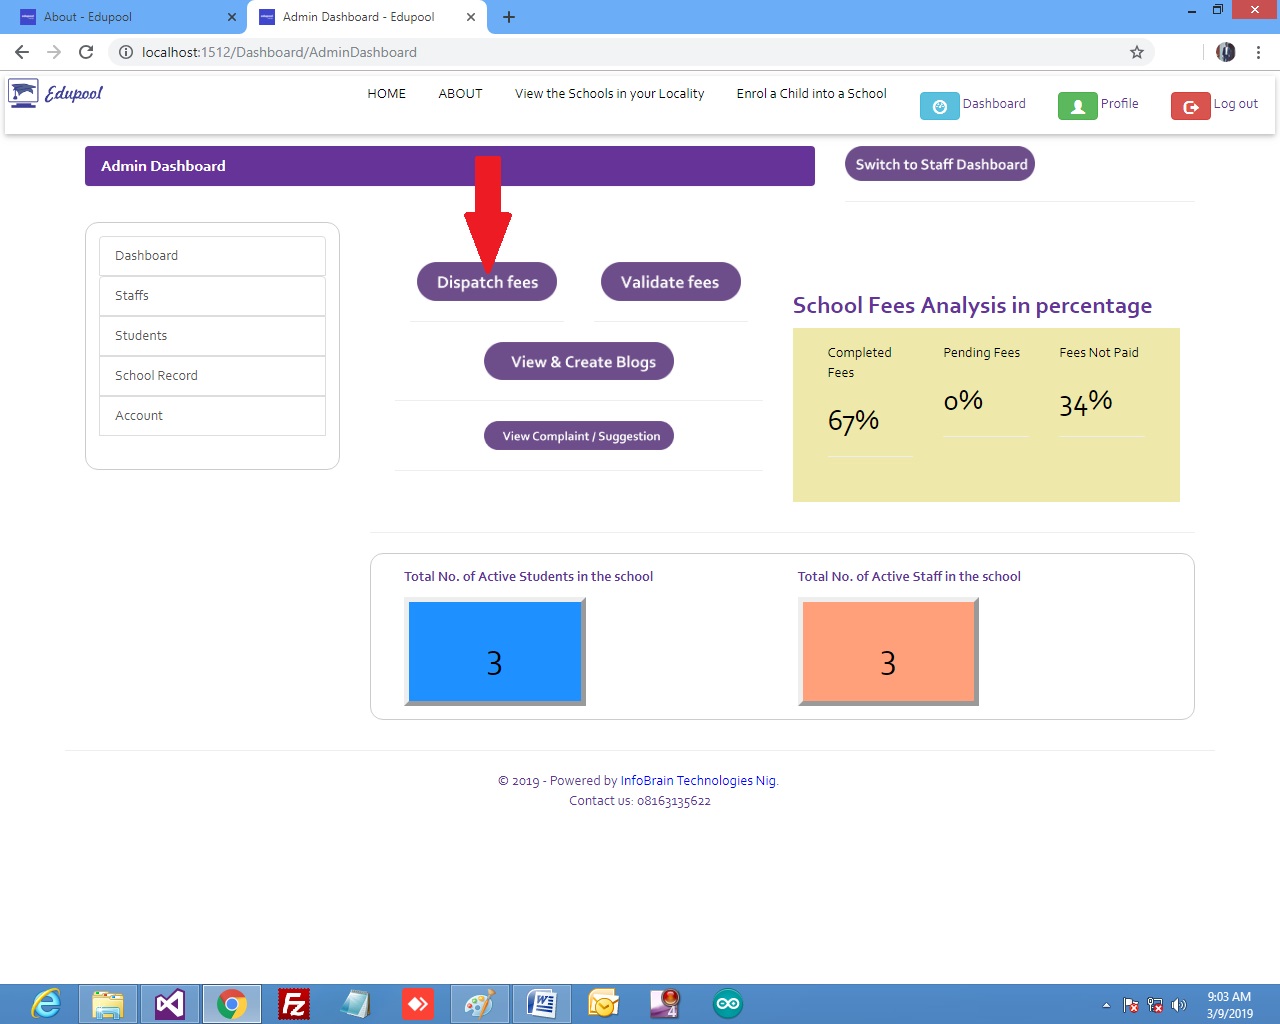 About - Edupool
Admin Dashboard - Edupool
localhost:1512/Dashboard/AdminDashboard
Edupool
HOME
ABOUT
View the Schools in your Locality
Enrol a Child into a School
Dashboard
Profile
Log out
Admin Dashboard
Switch to Staff Dashboard
Dashboard
Staffs
Students
School Record
Account
Dispatch fees
Validate fees
View & Create Blogs
View Complaint / Suggestion
School Fees Analysis in percentage
Completed
Fees
67%
Pending Fees
0%
Fees Not Paid
34%
Total No. of Active Students in the school
3
Total No. of Active Staff in the school
3
© 2019 - Powered by InfoBrain Technologies Nig.
Contact us: 08163135622
9:03 AM
3/9/2019